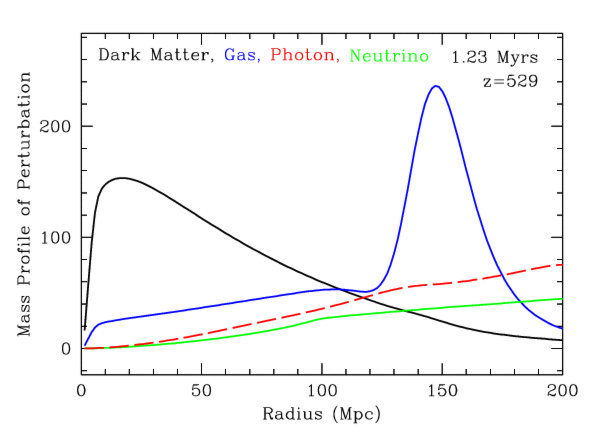 Dark Matter, Gas, Photon, Neutrino 1.23 Myrs
z=529
Mass Profile of Perturbation
200
100
0
0 50 100 150 200
Radius (Mpc)